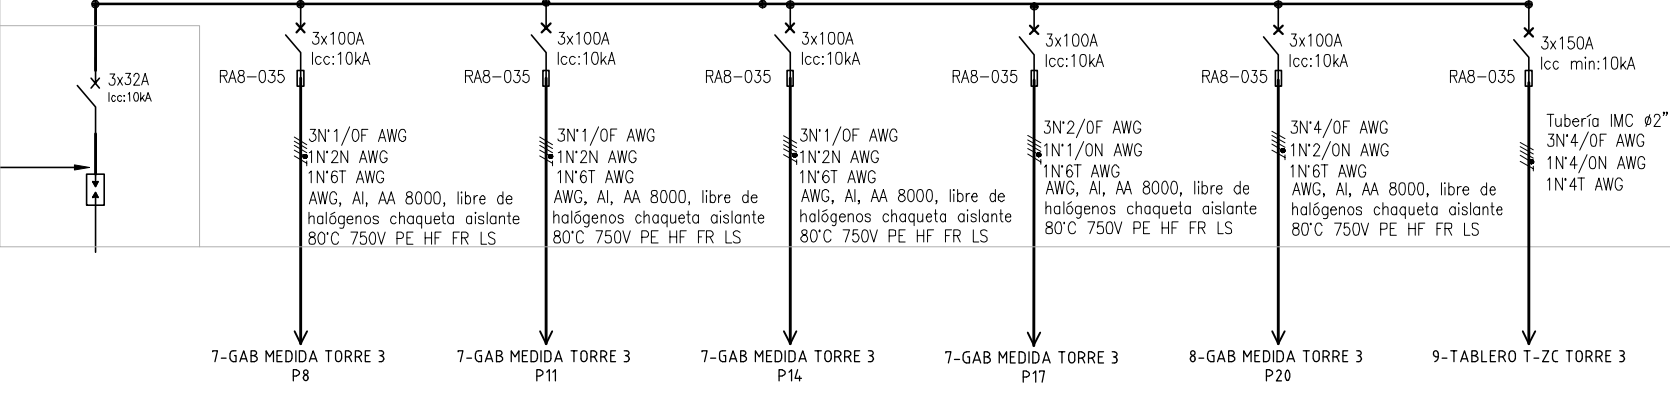 3x32A
Icc:10kA
3x100A
Icc:10kA
RA8-035
3N°1/0F AWG
1N°2N AWG
1N°6T AWG
AWG, Al, AA 8000, libre de
halógenos chaqueta aislante
80°C 750V PE HF FR LS
7-GAB MEDIDA TORRE 3
P8
3x100A
Icc:10kA
RA8-035
3N°1/0F AWG
1N°2N AWG
1N°6T AWG
AWG, Al, AA 8000, libre de
halógenos chaqueta aislante
80°C 750V PE HF FR LS
7-GAB MEDIDA TORRE 3
P11
3x100A
Icc:10kA
RA8-035
3N°1/0F AWG
1N°2N AWG
1N°6T AWG
AWG, Al, AA 8000, libre de
halógenos chaqueta aislante
80°C 750V PE HF FR LS
7-GAB MEDIDA TORRE 3
P14
3x100A
Icc:10kA
RA8-035
3N°2/0F AWG
1N°1/0N AWG
1N°6T AWG
AWG, Al, AA 8000, libre de
halógenos chaqueta aislante
80°C 750V PE HF FR LS
7-GAB MEDIDA TORRE 3
P17
3x100A
Icc:10kA
RA8-035
3N°4/0F AWG
1N°2/0N AWG
1N°6T AWG
AWG, Al, AA 8000, libre de
halógenos chaqueta aislante
80°C 750V PE HF FR LS
8-GAB MEDIDA TORRE 3
P20
3x150A
Icc min:10kA
RA8-035
Tubería IMC ø2"
3N°4/0F AWG
1N°4/0N AWG
1N°4T AWG
9-TABLERO T-ZC TORRE 3